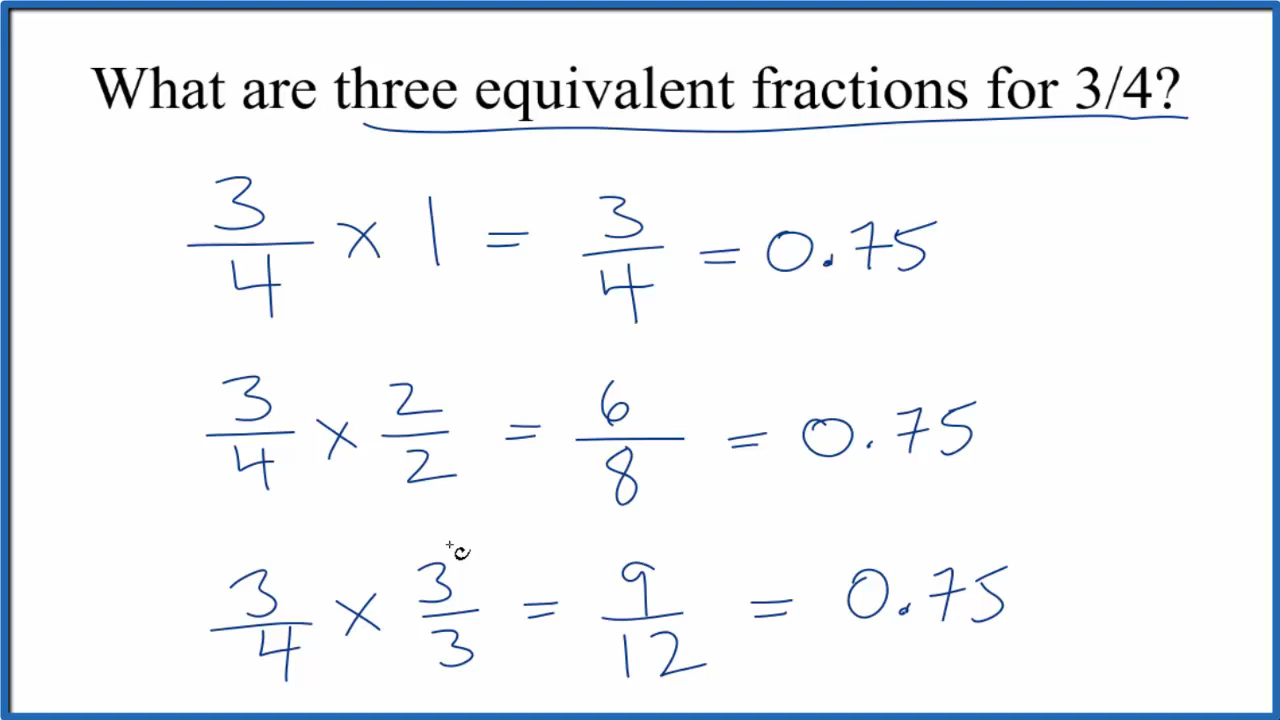 What are three equivalent fractions for 3/4?
3/4 × 1 = 3/4 = 0.75
3/4 × 2/2 = 6/8 = 0.75
3/4 × 3/3 = 9/12 = 0.75